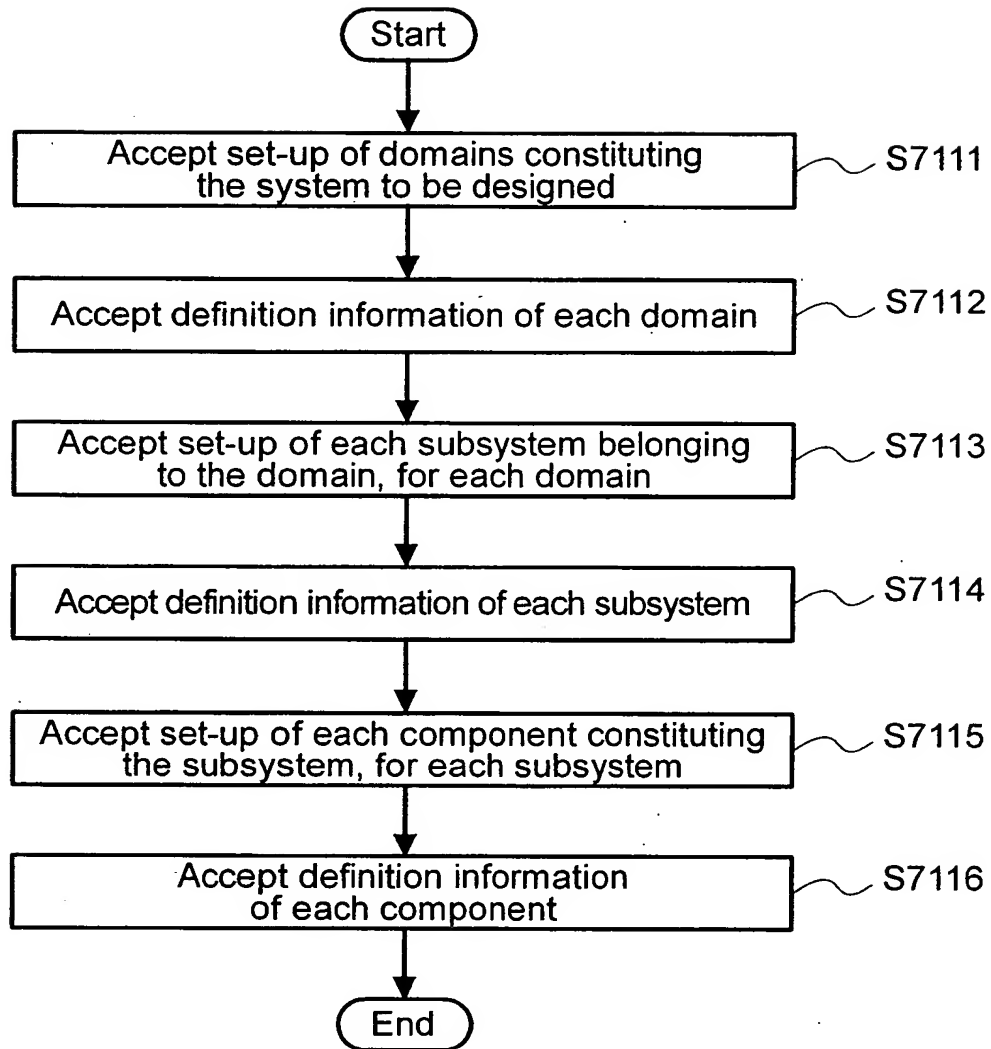 Start
Accept set-up of domains constituting
the system to be designed
S7111
Accept definition information of each domain
S7112
Accept set-up of each subsystem belonging
to the domain, for each domain
S7113
Accept definition information of each subsystem
S7114
Accept set-up of each component constituting
the subsystem, for each subsystem
S7115
Accept definition information
of each component
S7116
End